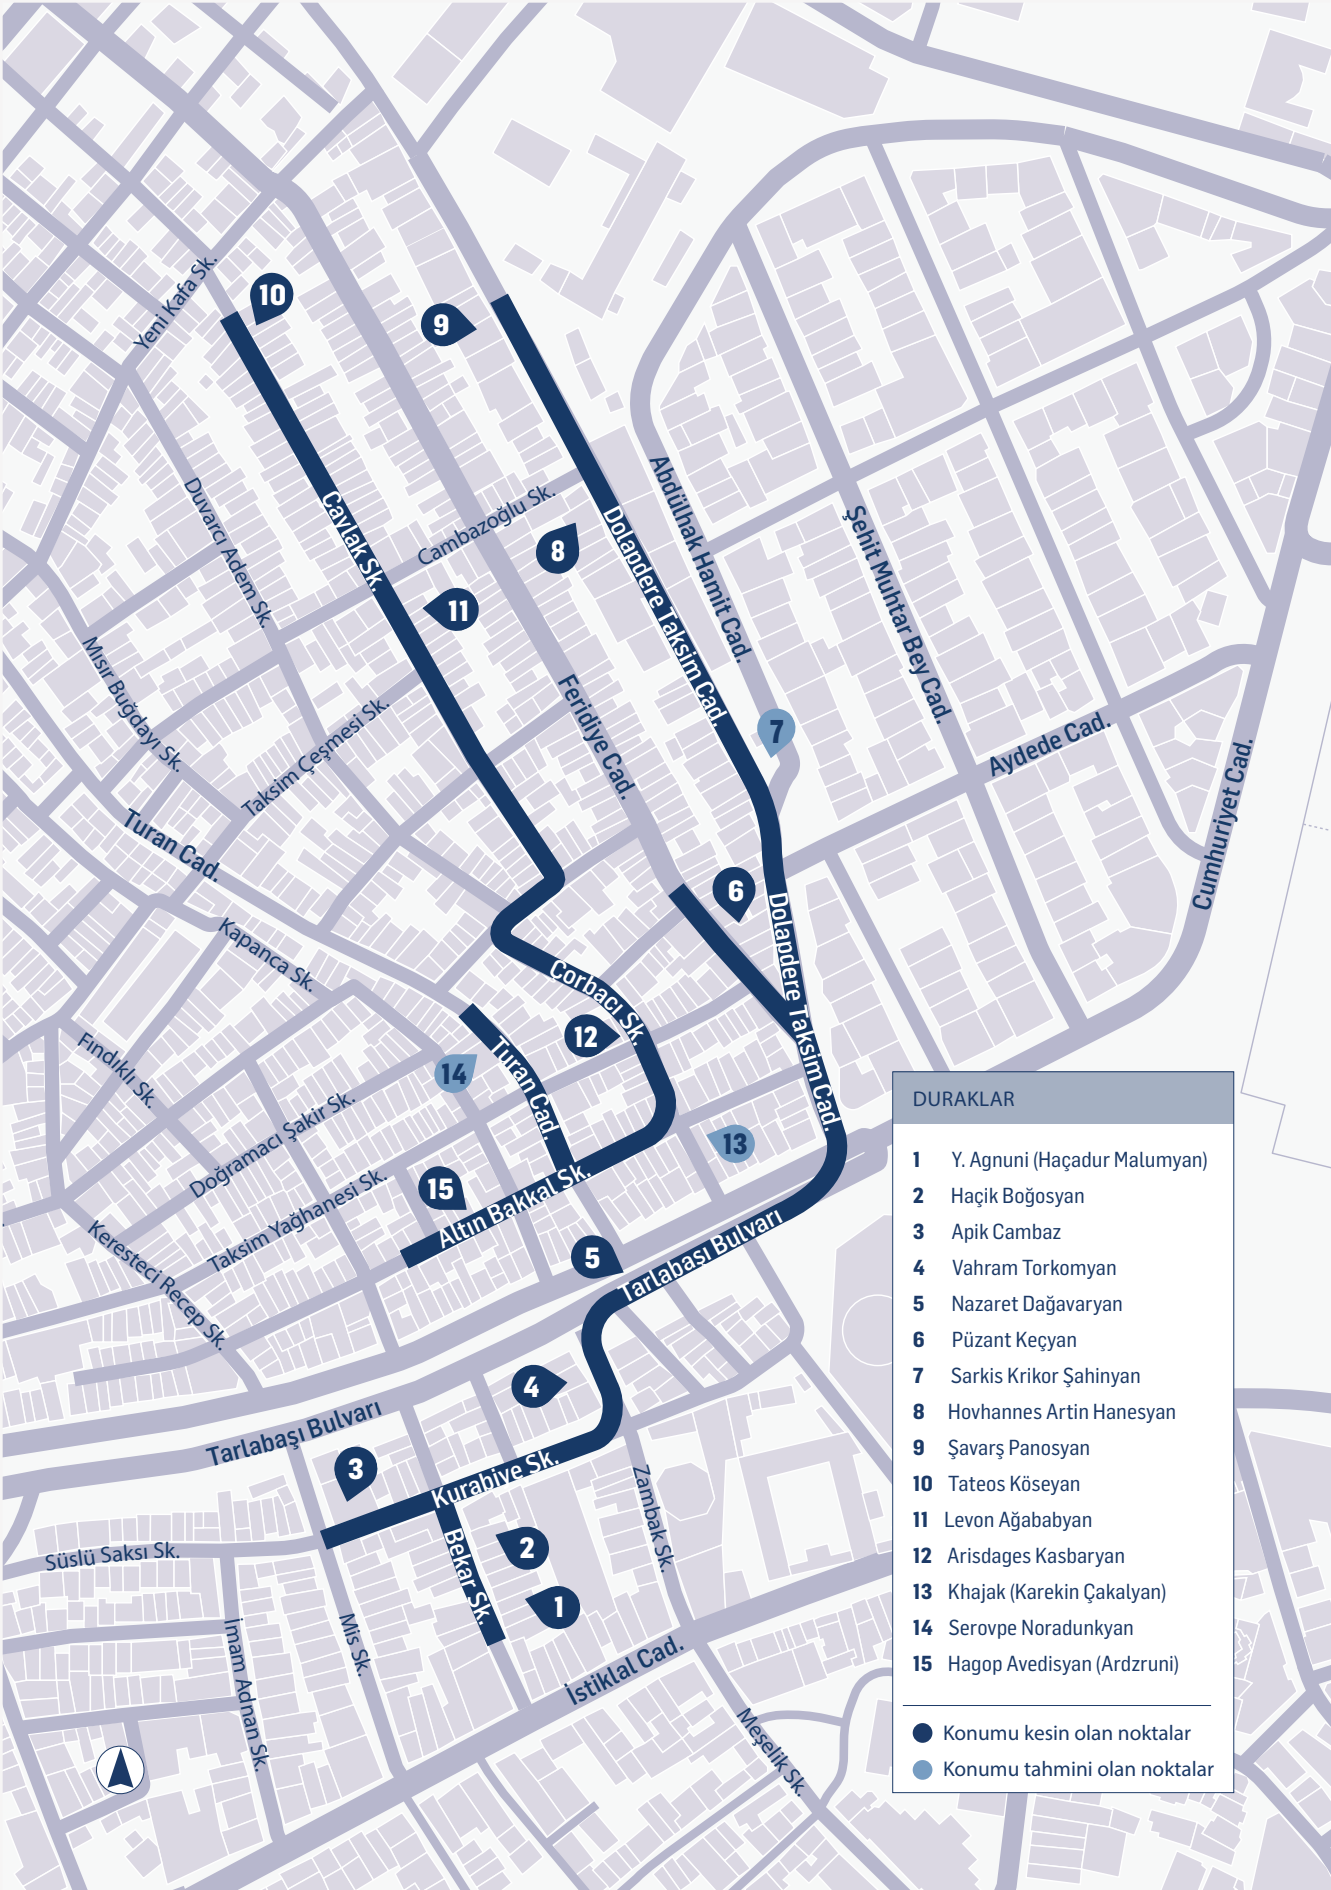 10
Yeni Kafa Sk.
9
Çaylak Sk.
Duvarcı Adem Sk.
Cambazoğlu Sk.
8
Dolapdere Taksim Cad.
Abdülhak Hamit Cad.
Şehit Muhtar Bey Cad.
11
Mısır Buğdayı Sk.
Taksim Çeşmesi Sk.
Feridiye Cad.
7
Aydede Cad.
Cumhuriyet Cad.
Turan Cad.
6
Kapanca Sk.
Çorbacı Sk.
Dolapdere Taksim Cad.
12
Fındıklı Sk.
Turan Cad.
14
Doğramacı Şakir Sk.
13
15
Taksim Yağhanesi Sk.
Altın Bakkal Sk.
Keresteci Recep Sk.
5
Tarlabaşı Bulvarı
4
Tarlabaşı Bulvarı
3
Kurabiye Sk.
Zambak Sk.
2
Süslü Saksı Sk.
Bekar Sk.
1
İmam Adnan Sk.
Mis Sk.
İstiklal Cad.
Meşelik Sk.
DURAKLAR
1 Y. Agnuni (Haçadur Malumyan)
2 Haçik Boğosyan
3 Apik Cambaz
4 Vahram Torkomyan
5 Nazaret Dağavaryan
6 Püzant Keçyan
7 Sarkis Krikor Şahinyan
8 Hovhannes Artin Hanesyan
9 Şavarş Panosyan
10 Tateos Köseyan
11 Levon Ağababyan
12 Arisdages Kasbaryan
13 Khajak (Karekin Çakalyan)
14 Serovpe Noradunkyan
15 Hagop Avedisyan (Ardzruni)
Konumu kesin olan noktalar
Konumu tahmini olan noktalar